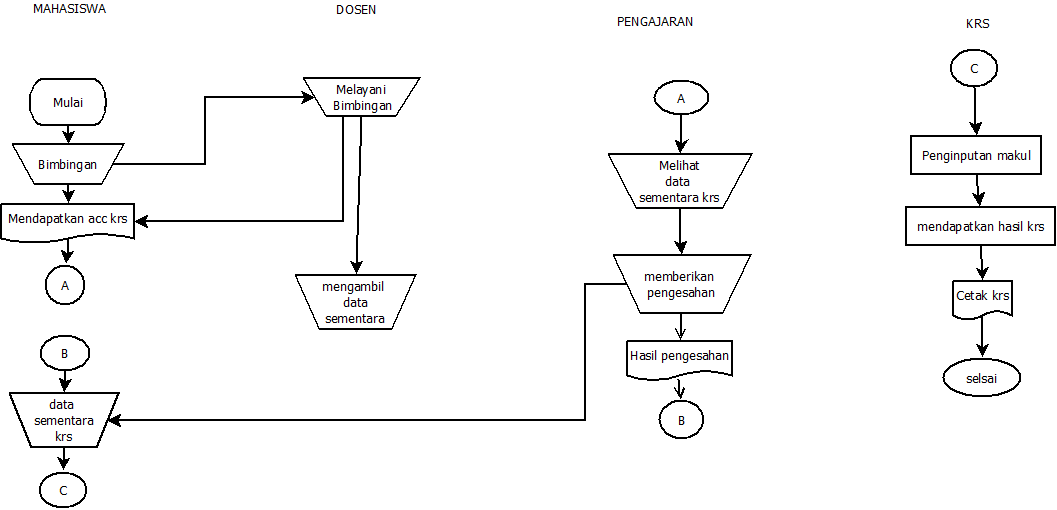 MAHASISWA
DOSEN
PENGAJARAN
KRS
Mulai
Bimbingan
Mendapatkan acc krs
A
B
data
sementara
krs
C
Melayani
Bimbingan
mengambil
data
sementara
A
Melihat
data
sementara krs
memberikan
pengesahan
Hasil pengesahan
B
C
Penginputan makul
mendapatkan hasil krs
Cetak krs
selsai